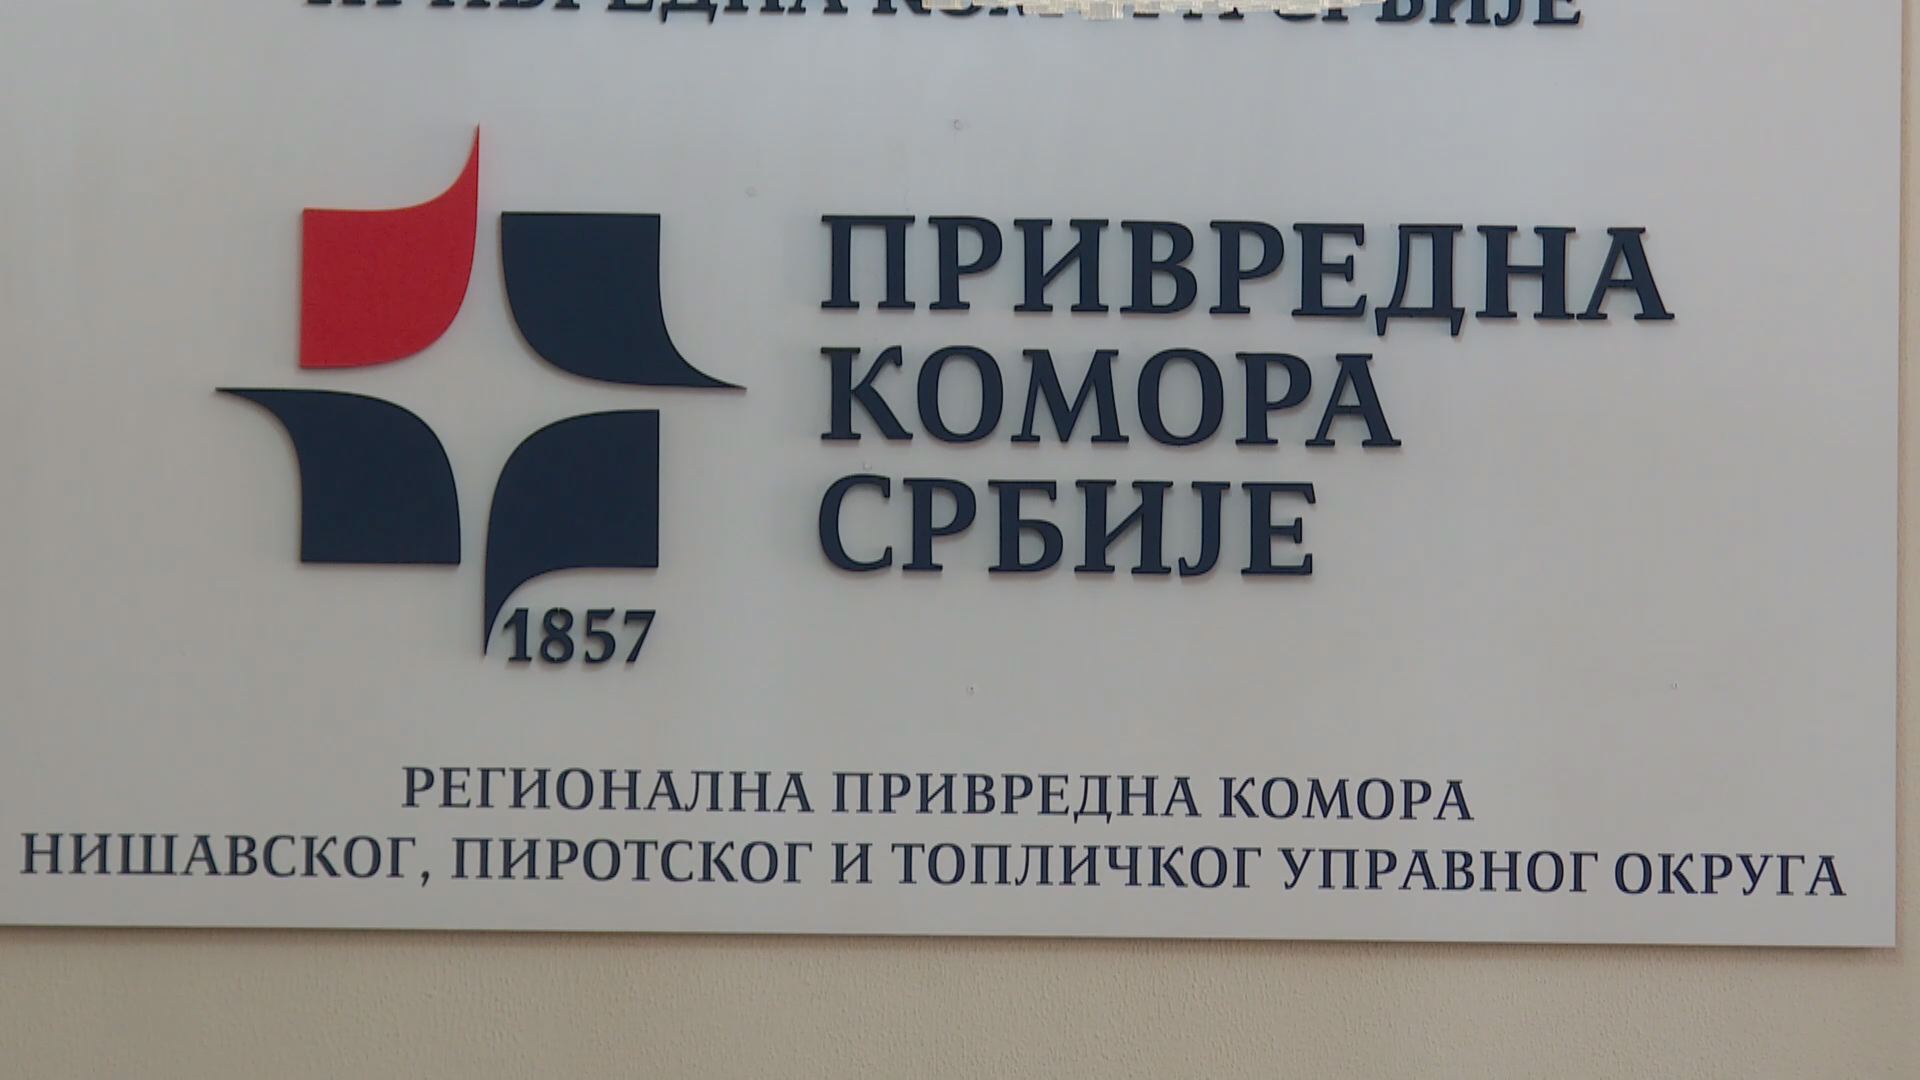 ПРИВРЕДНА
КОМОРА
СРБИЈЕ
1857
РЕГИОНАЛНА ПРИВРЕДНА КОМОРА
НИШАВСКОГ, ПИРОТСКОГ И ТОПЛИЧКОГ УПРАВНОГ ОКРУГА